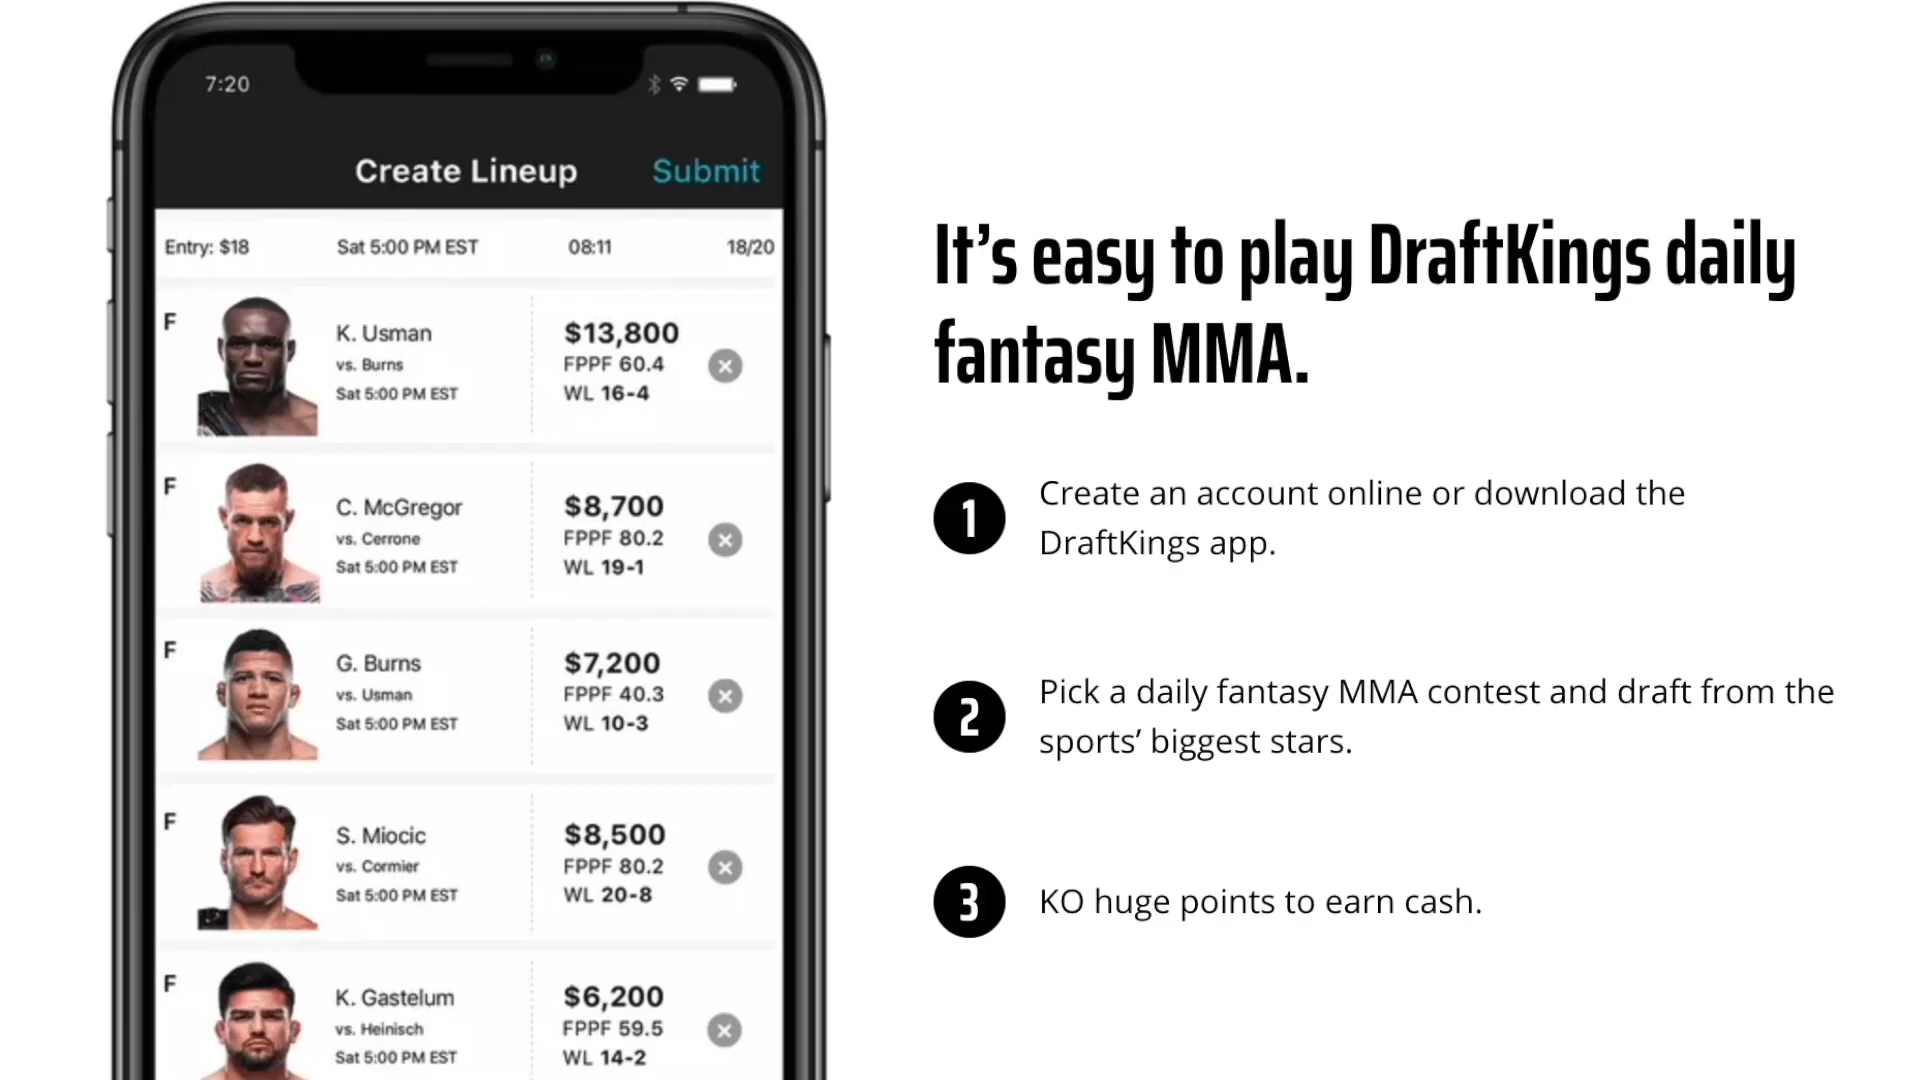 7:20
Create Lineup Submit
Entry: $18 Sat 5:00 PM EST 08:11 18/20
F
K. Usman
vs. Burns
Sat 5:00 PM EST
$13,800
FPPF 60.4
WL 16-4
F
C. McGregor
vs. Cerrone
Sat 5:00 PM EST
$8,700
FPPF 80.2
WL 19-1
F
G. Burns
vs. Usman
Sat 5:00 PM EST
$7,200
FPPF 40.3
WL 10-3
F
S. Miocic
vs. Cormier
Sat 5:00 PM EST
$8,500
FPPF 80.2
WL 20-8
F
K. Gastelum
vs. Heinisch
Sat 5:00 PM EST
$6,200
FPPF 59.5
WL 14-2
It’s easy to play DraftKings daily
fantasy MMA.
1
Create an account online or download the
DraftKings app.
2
Pick a daily fantasy MMA contest and draft from the
sports’ biggest stars.
3
KO huge points to earn cash.